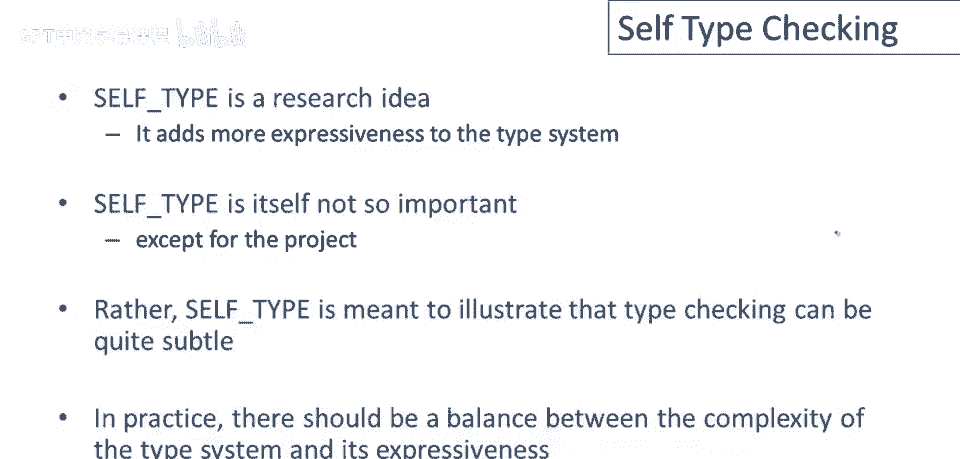 Self Type Checking
• SELF_TYPE is a research idea
– It adds more expressiveness to the type system
• SELF_TYPE is itself not so important
– except for the project
• Rather, SELF_TYPE is meant to illustrate that type checking can be
quite subtle
• In practice, there should be a balance between the complexity of
the type system and its expressiveness